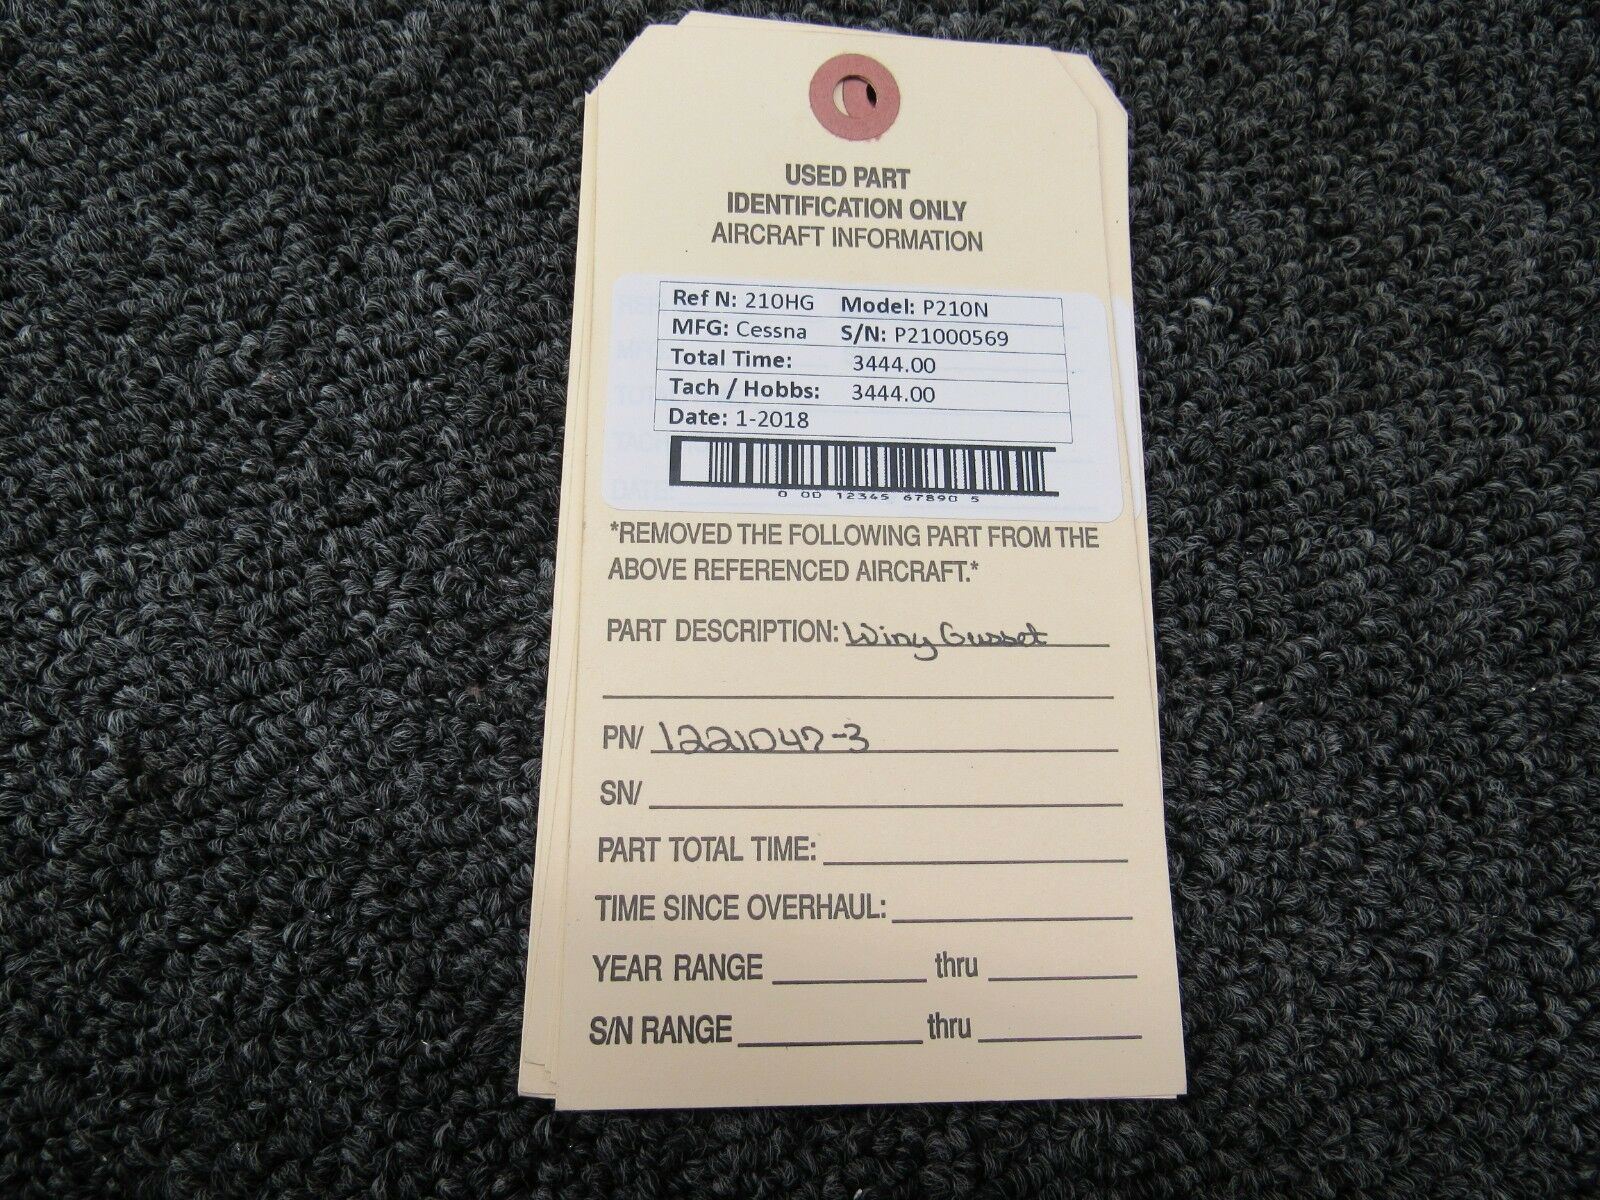 USED PART
IDENTIFICATION ONLY
AIRCRAFT INFORMATION
Ref N: 210HG Model: P210N
MFG: Cessna S/N: P21000569
Total Time: 3444.00
Tach / Hobbs: 3444.00
Date: 1-2018
0 00 12345 67890 5
*REMOVED THE FOLLOWING PART FROM THE
ABOVE REFERENCED AIRCRAFT.*
PART DESCRIPTION: Wing Gusset
PN/ 1221047-3
SN/
PART TOTAL TIME:
TIME SINCE OVERHAUL:
YEAR RANGE thru
S/N RANGE thru